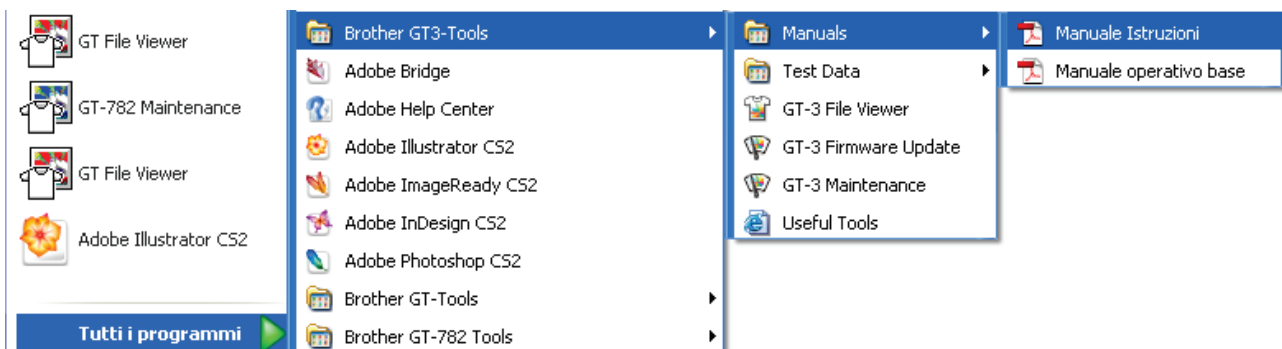 GT File Viewer
GT-782 Maintenance
GT File Viewer
Adobe Illustrator CS2
Tutti i programmi
Brother GT3-Tools
Adobe Bridge
Adobe Help Center
Adobe Illustrator CS2
Adobe ImageReady CS2
Adobe InDesign CS2
Adobe Photoshop CS2
Brother GT-Tools
Brother GT-782 Tools
Manuals
Test Data
GT-3 File Viewer
GT-3 Firmware Update
GT-3 Maintenance
Useful Tools
Manuale Istruzioni
Manuale operativo base